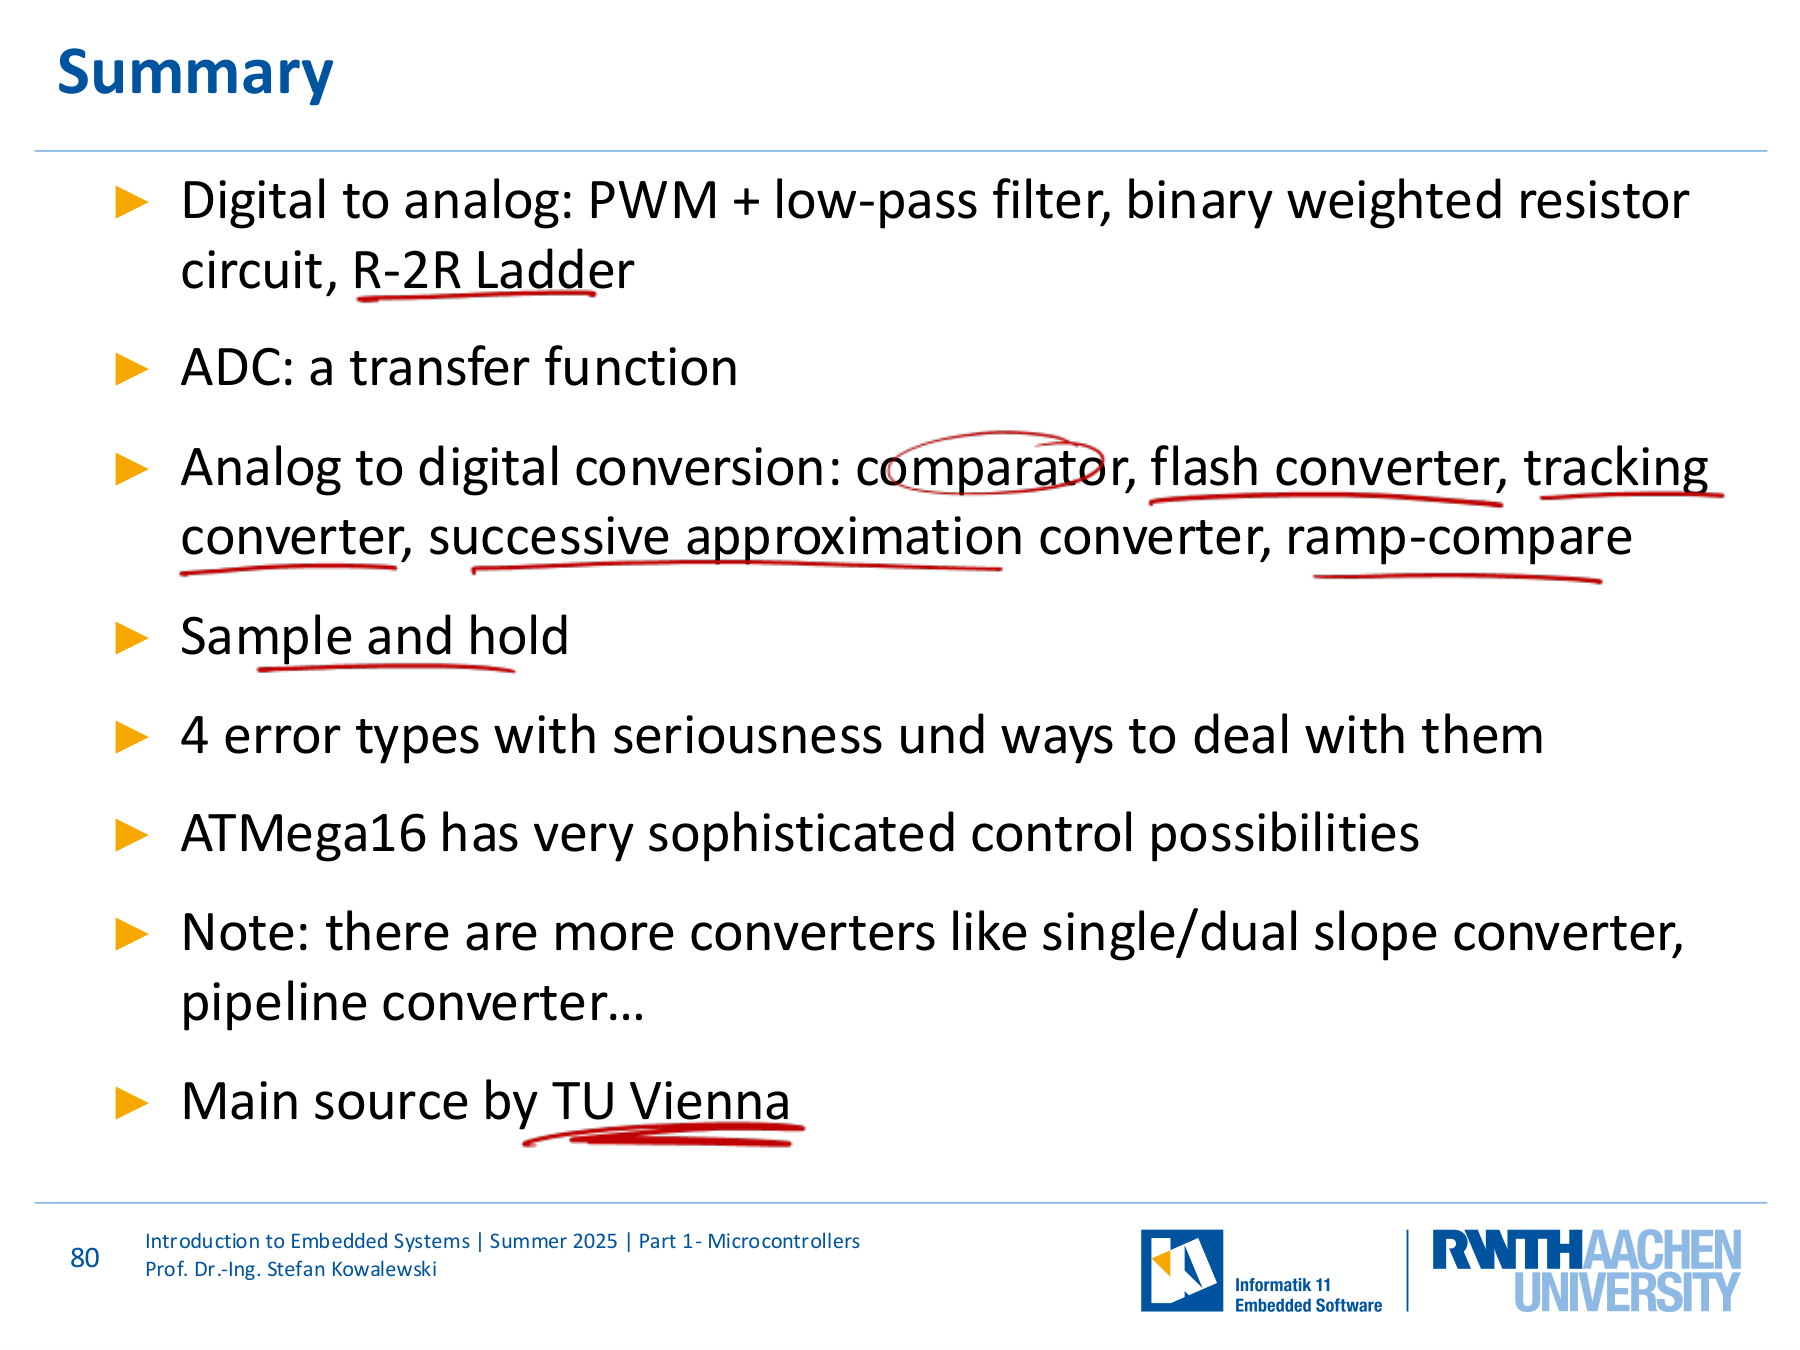 Summary
► Digital to analog: PWM + low-pass filter, binary weighted resistor
circuit, R-2R Ladder
► ADC: a transfer function
► Analog to digital conversion: comparator, flash converter, tracking
converter, successive approximation converter, ramp-compare
► Sample and hold
► 4 error types with seriousness und ways to deal with them
► ATMega16 has very sophisticated control possibilities
► Note: there are more converters like single/dual slope converter,
pipeline converter…
► Main source by TU Vienna
80
Introduction to Embedded Systems | Summer 2025 | Part 1- Microcontrollers
Prof. Dr.-Ing. Stefan Kowalewski
Informatik 11
Embedded Software
RWTHAACHEN
UNIVERSITY